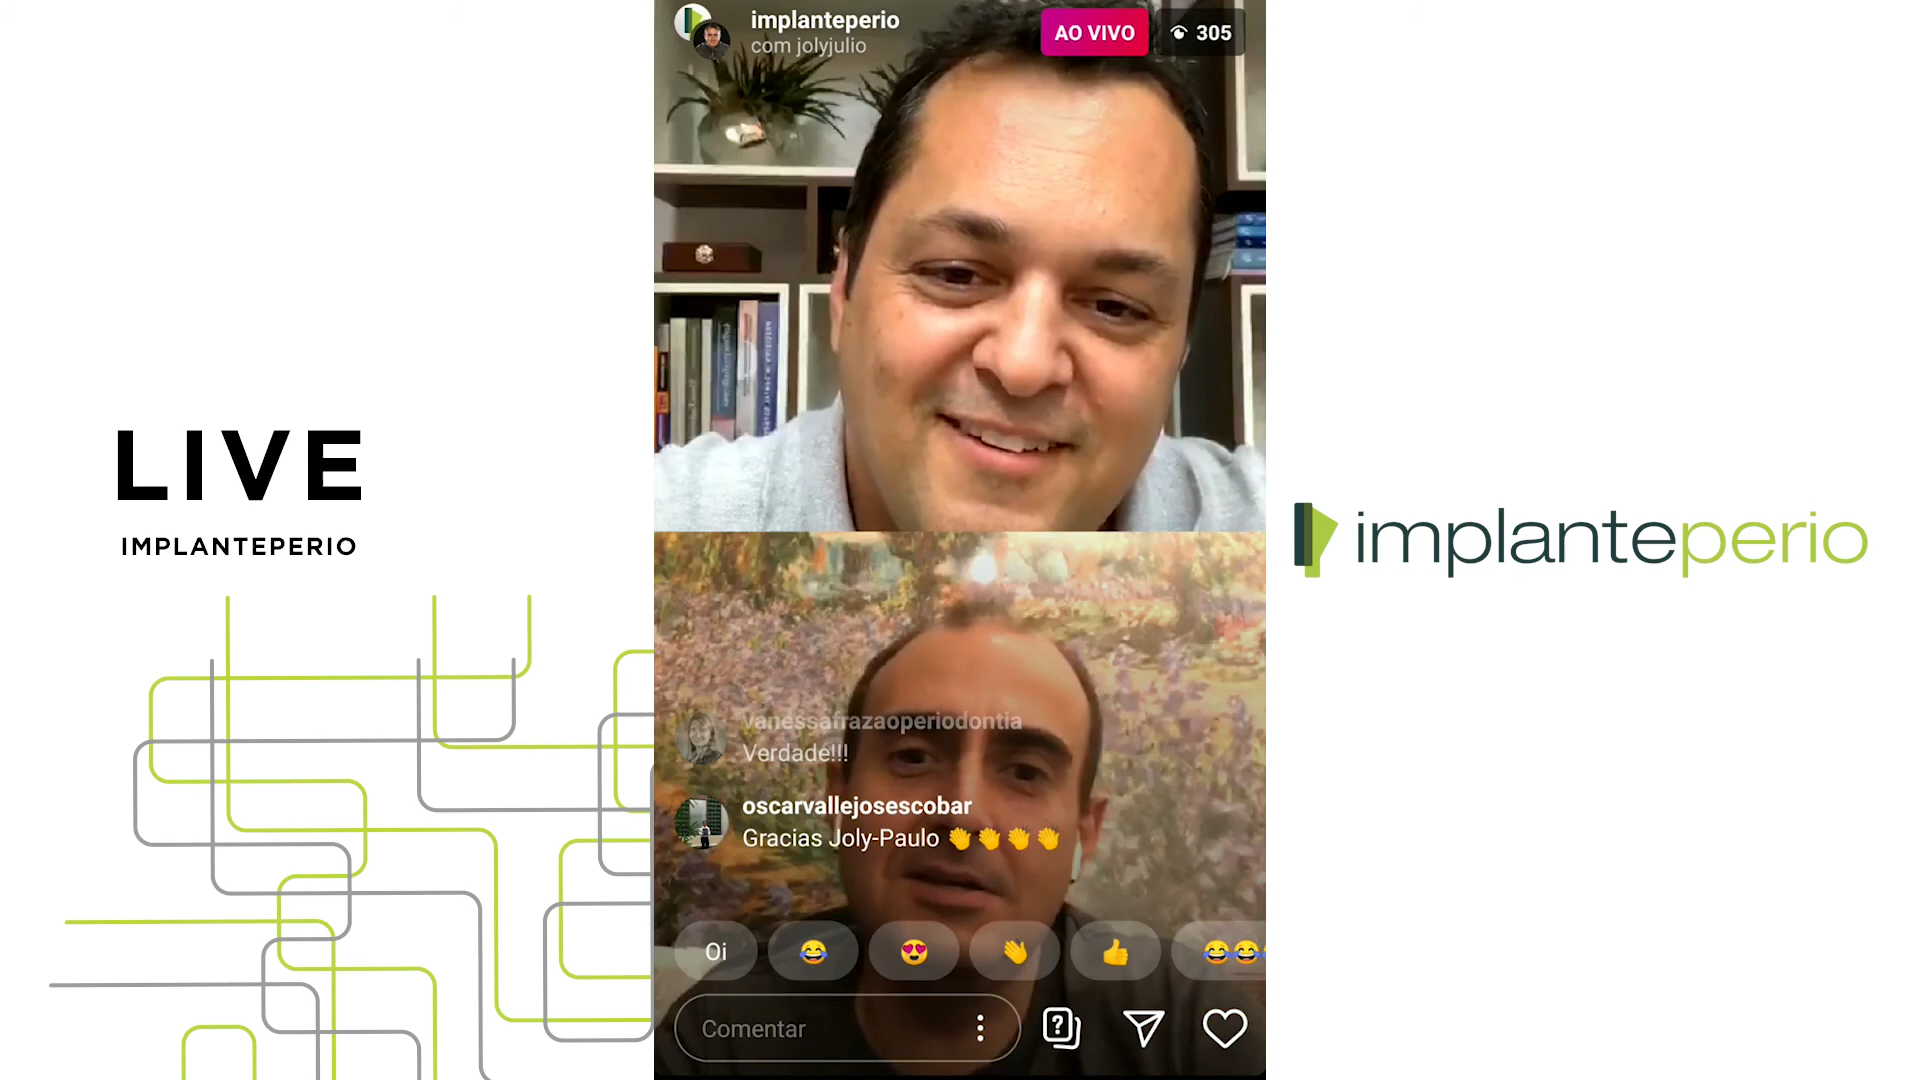 implanteperio
com jolyjulio
AO VIVO
305
LIVE
IMPLANTEPERIO
implanteperio
vanessafrazaoperiodontia
Verdade!!!
oscarvallejosescobar
Gracias Joly-Paulo 👏👏👏👏
Oi
Comentar